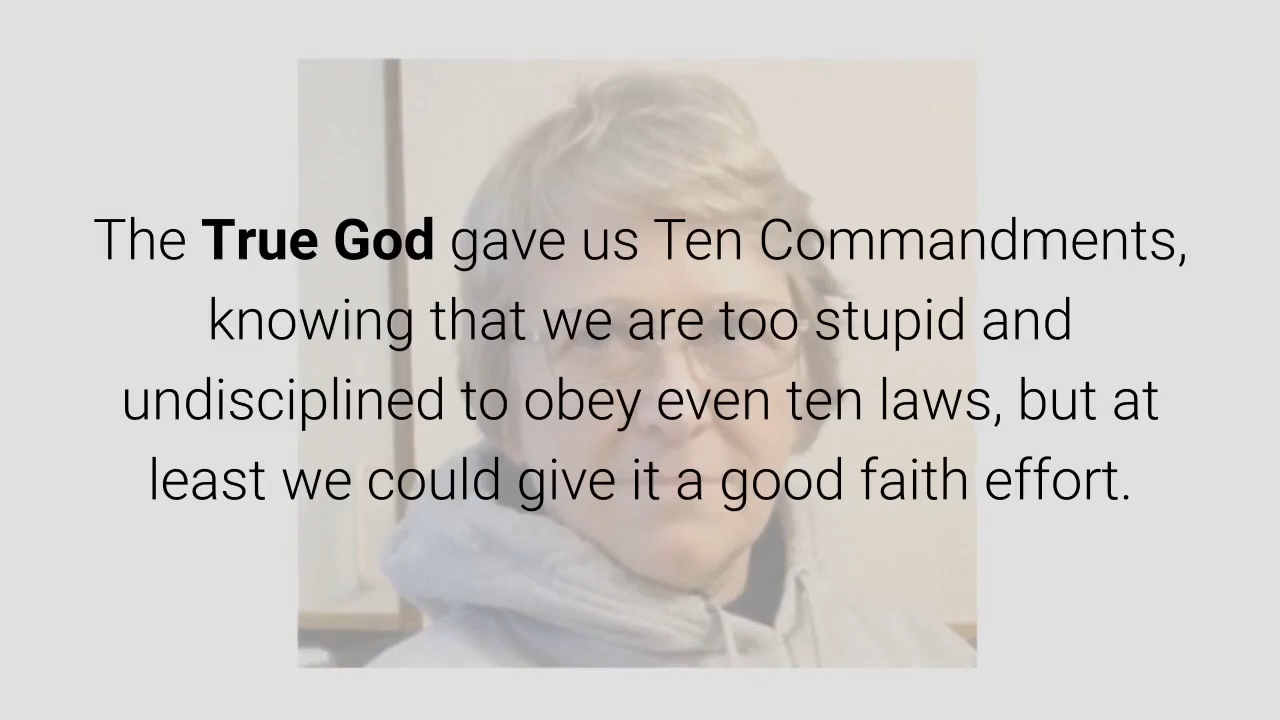 The True God gave us Ten Commandments,
knowing that we are too stupid and
undisciplined to obey even ten laws, but at
least we could give it a good faith effort.